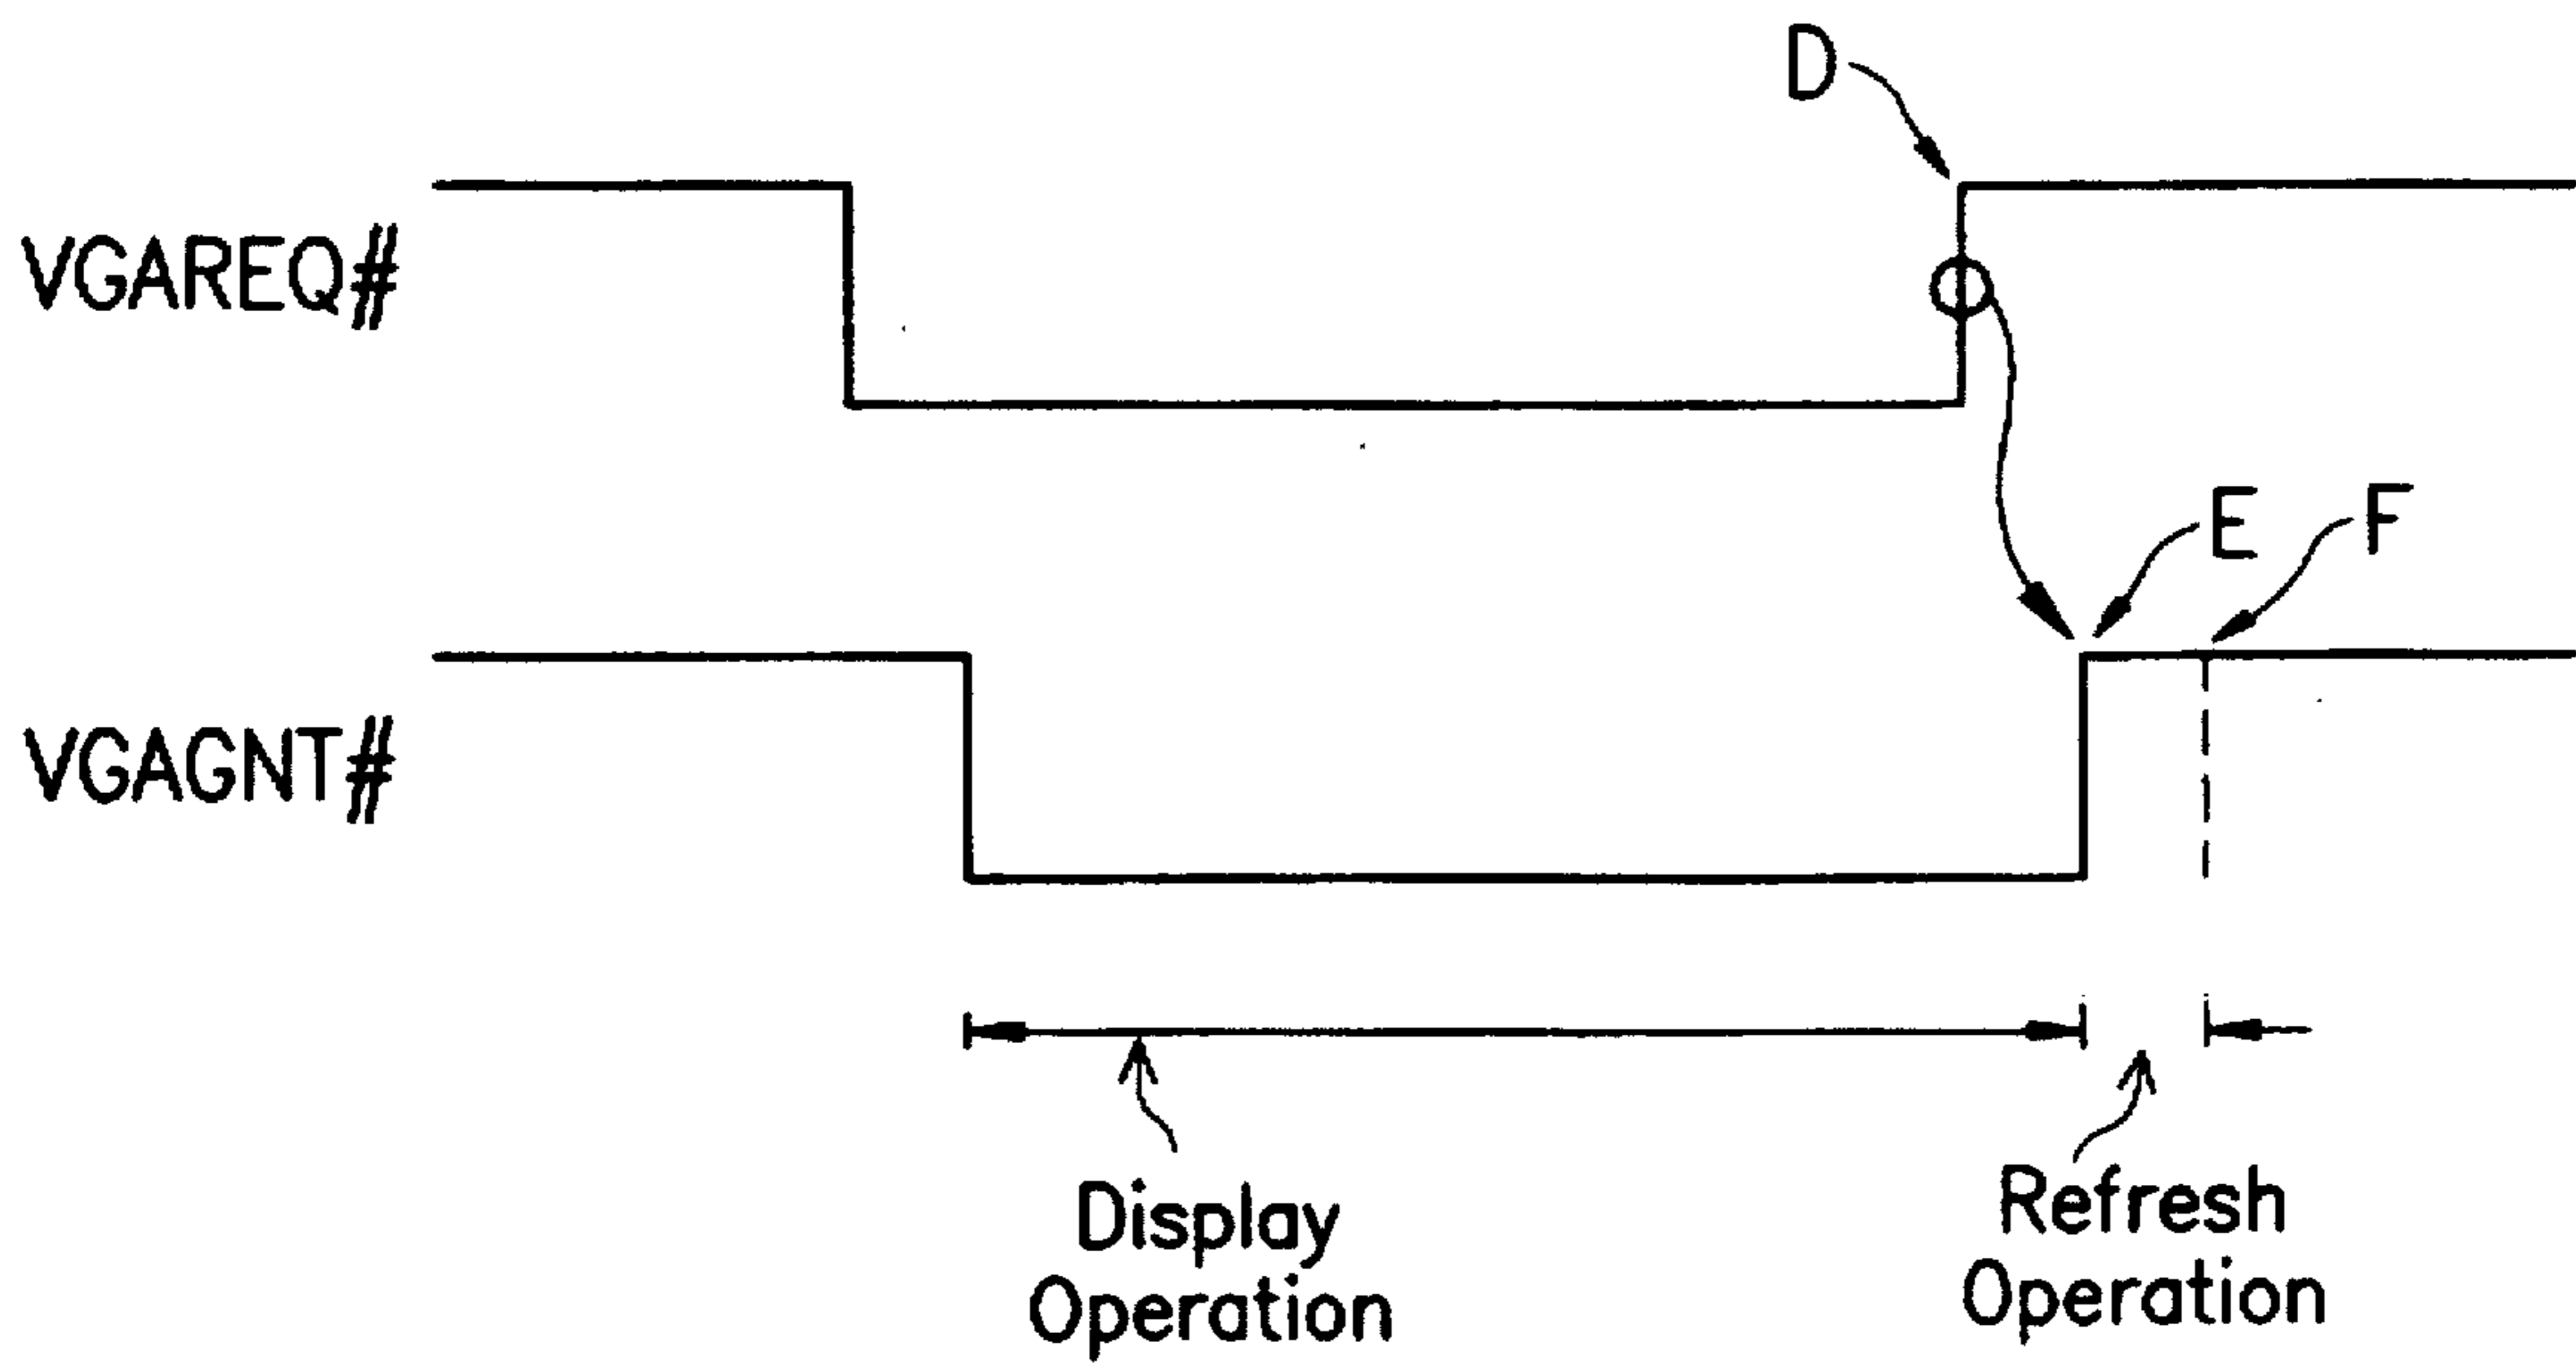 D
VGAREQ#
E
F
VGAGNT#
Display
Operation
Refresh
Operation